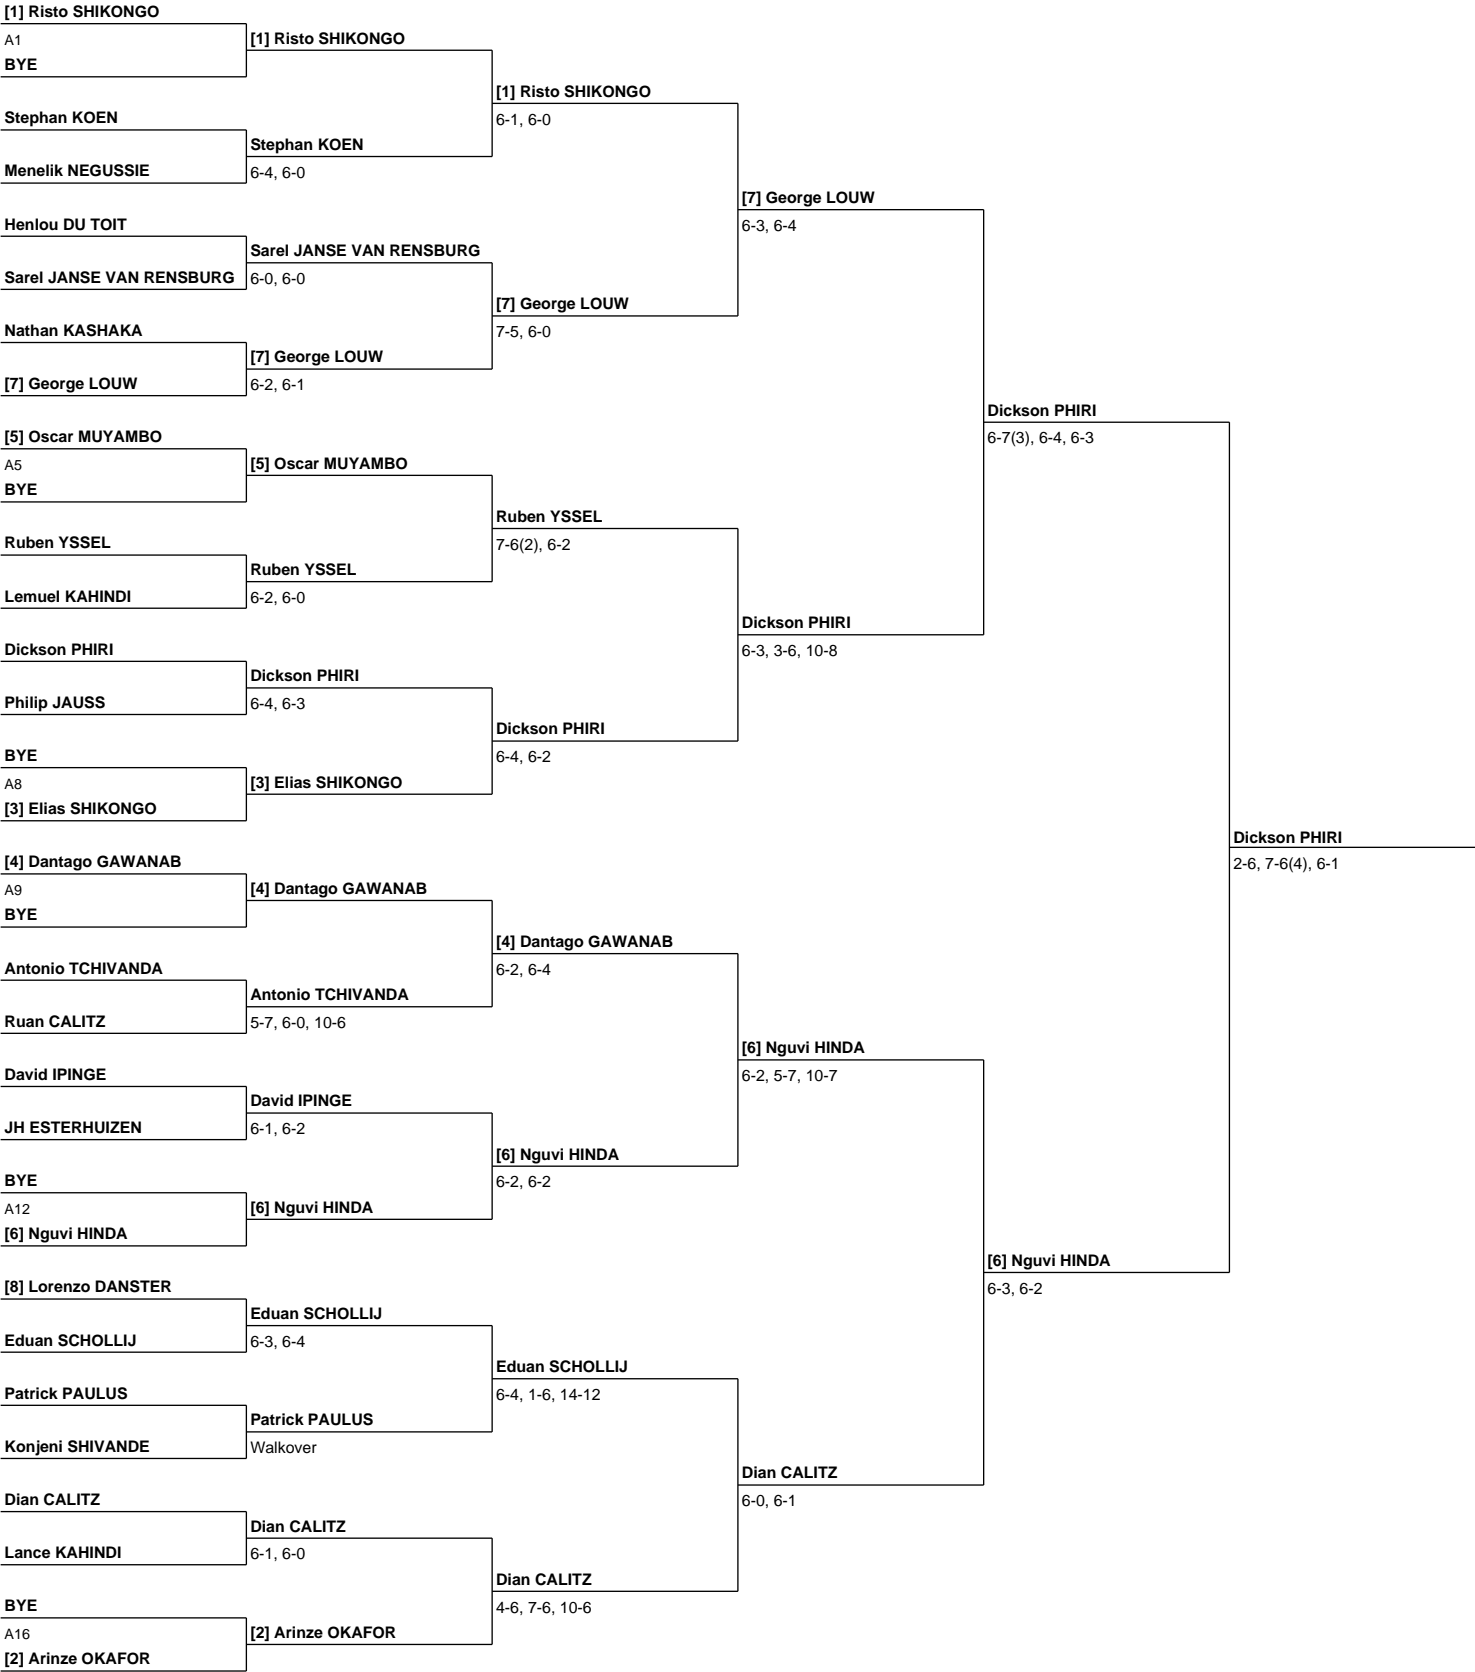 [1] Risto SHIKONGO
A1
BYE
[1] Risto SHIKONGO
Stephan KOEN
Menelik NEGUSSIE
Stephan KOEN
6-4, 6-0
[1] Risto SHIKONGO
6-1, 6-0
Henlou DU TOIT
Sarel JANSE VAN RENSBURG
Sarel JANSE VAN RENSBURG
6-0, 6-0
Nathan KASHAKA
[7] George LOUW
[7] George LOUW
6-2, 6-1
[7] George LOUW
7-5, 6-0
[7] George LOUW
6-3, 6-4
[5] Oscar MUYAMBO
A5
BYE
[5] Oscar MUYAMBO
Ruben YSSEL
Lemuel KAHINDI
Ruben YSSEL
6-2, 6-0
Ruben YSSEL
7-6(2), 6-2
Dickson PHIRI
Philip JAUSS
Dickson PHIRI
6-4, 6-3
BYE
A8
[3] Elias SHIKONGO
[3] Elias SHIKONGO
Dickson PHIRI
6-4, 6-2
Dickson PHIRI
6-3, 3-6, 10-8
Dickson PHIRI
6-7(3), 6-4, 6-3
[4] Dantago GAWANAB
A9
BYE
[4] Dantago GAWANAB
Antonio TCHIVANDA
Ruan CALITZ
Antonio TCHIVANDA
5-7, 6-0, 10-6
[4] Dantago GAWANAB
6-2, 6-4
David IPINGE
JH ESTERHUIZEN
David IPINGE
6-1, 6-2
BYE
A12
[6] Nguvi HINDA
[6] Nguvi HINDA
[6] Nguvi HINDA
6-2, 6-2
[6] Nguvi HINDA
6-2, 5-7, 10-7
[8] Lorenzo DANSTER
Eduan SCHOLLIJ
Eduan SCHOLLIJ
6-3, 6-4
Patrick PAULUS
Konjeni SHIVANDE
Patrick PAULUS
Walkover
Eduan SCHOLLIJ
6-4, 1-6, 14-12
Dian CALITZ
Lance KAHINDI
Dian CALITZ
6-1, 6-0
BYE
A16
[2] Arinze OKAFOR
[2] Arinze OKAFOR
Dian CALITZ
4-6, 7-6, 10-6
Dian CALITZ
6-0, 6-1
[6] Nguvi HINDA
6-3, 6-2
Dickson PHIRI
2-6, 7-6(4), 6-1